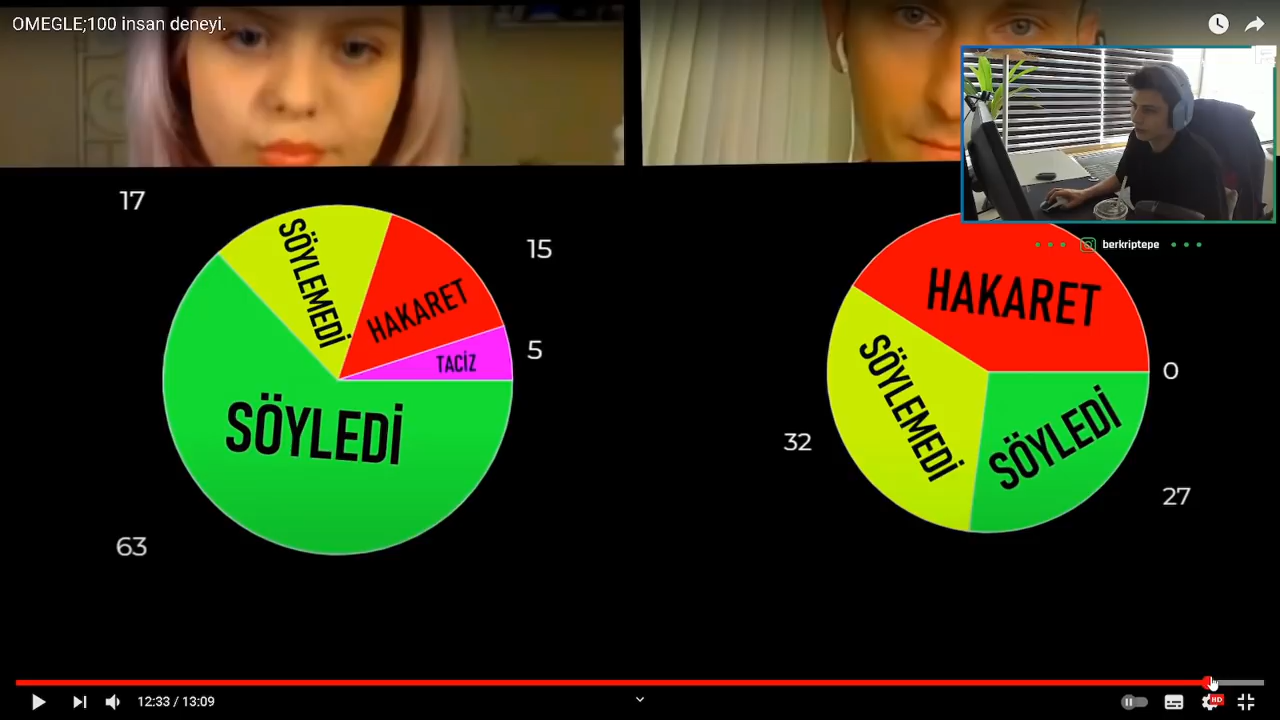 OMEGLE;100 insan deneyi.
berkriptepe
17
15
5
63
SÖYLEMEDİ
HAKARET
TACİZ
SÖYLEDİ
HAKARET
SÖYLEMEDİ
SÖYLEDİ
0
32
27
12:33 / 13:09
HD